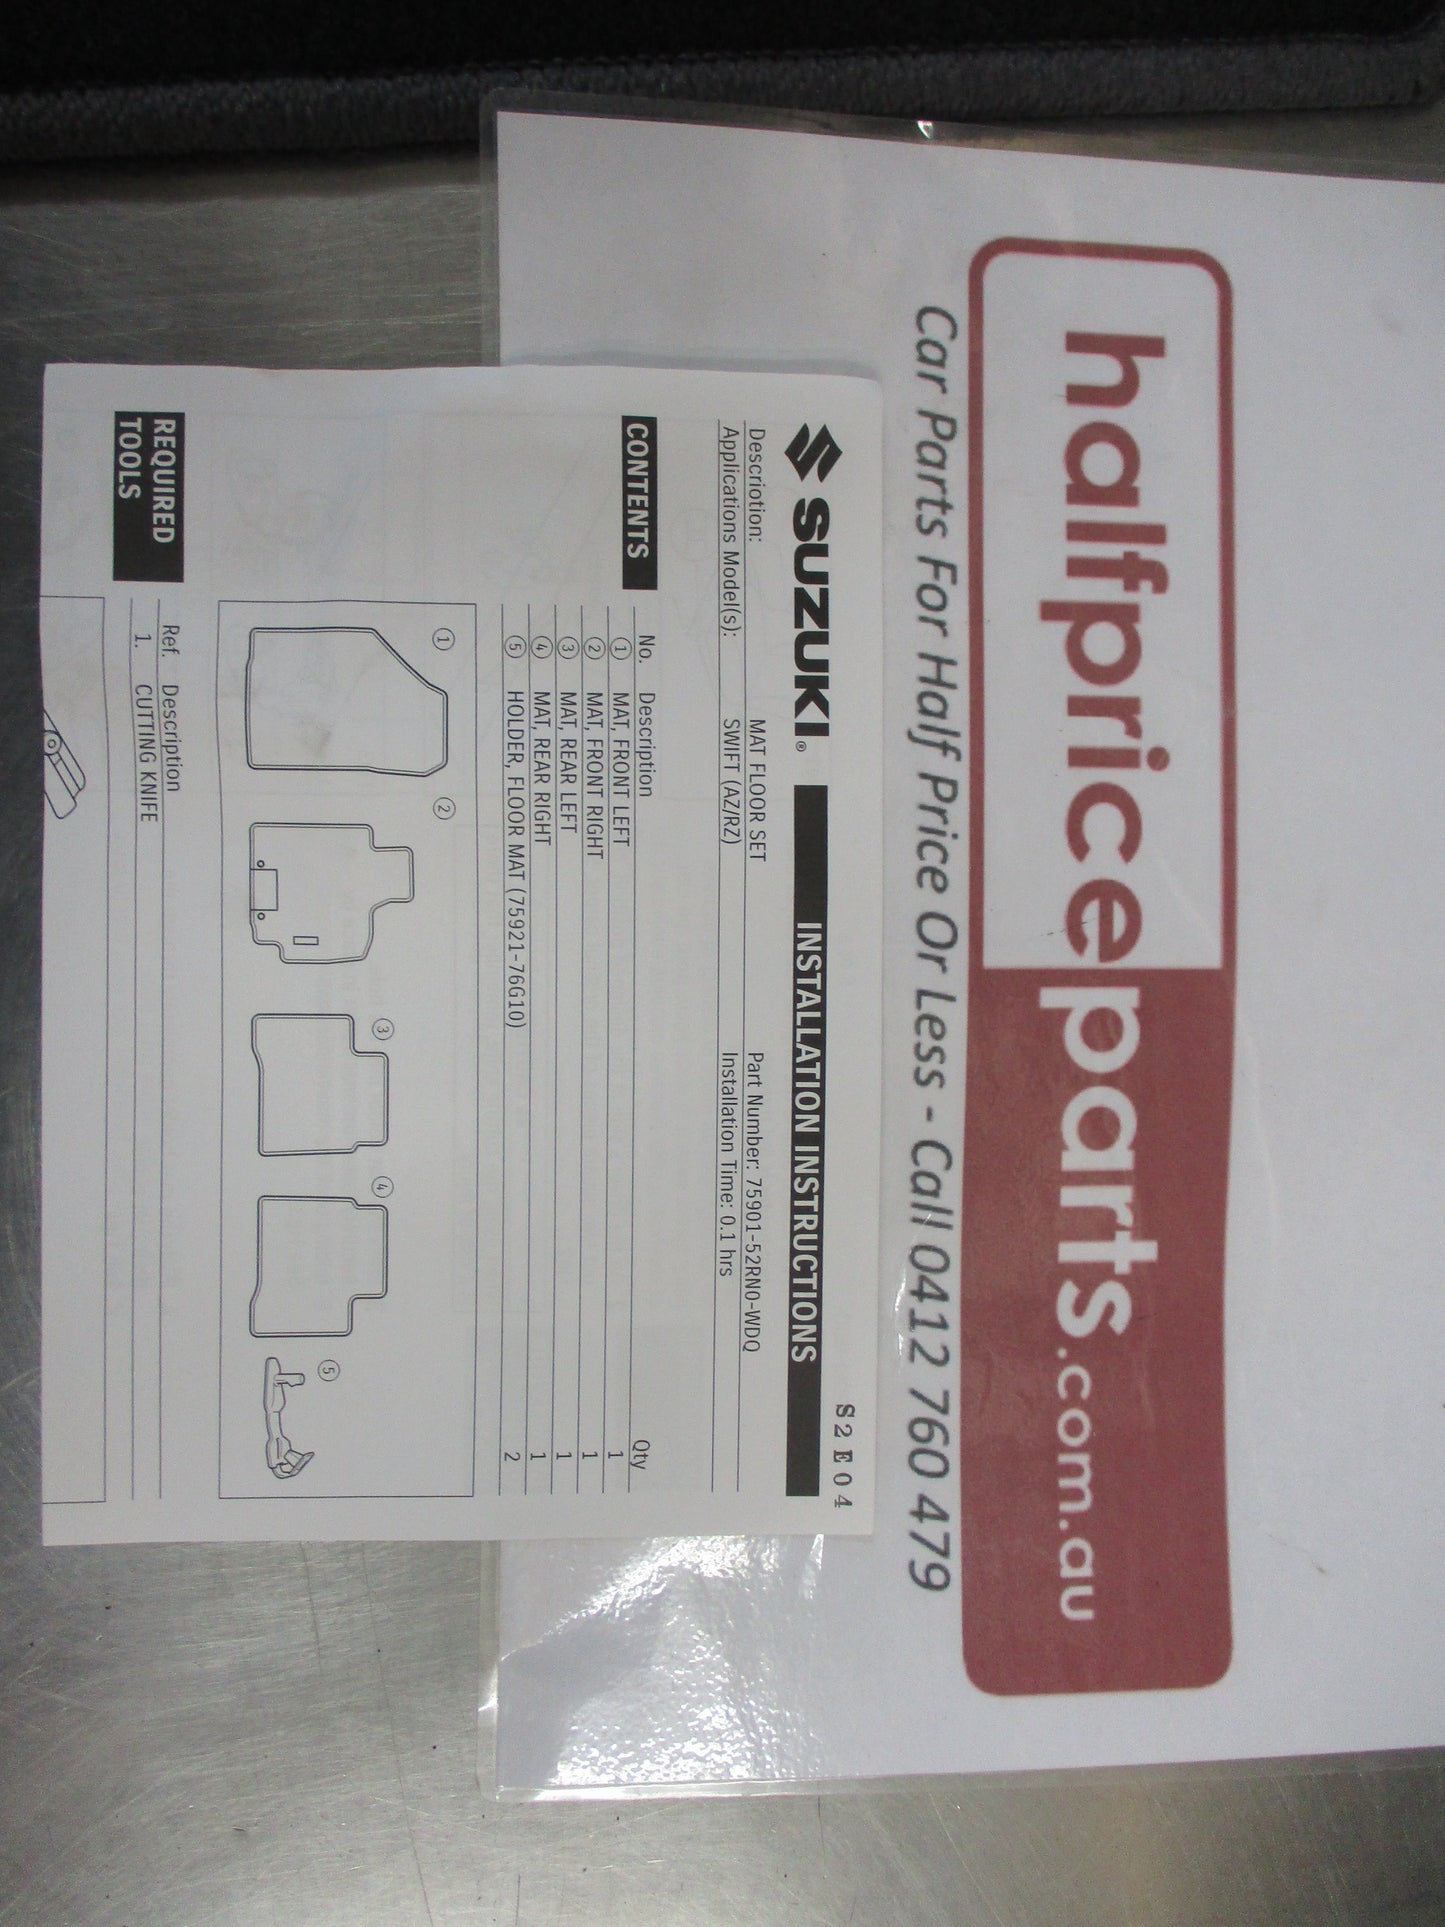 halfpriceparts.com.au
Car Parts For Half Price Or Less - Call 0412 760 479
S2E04
SUZUKI® INSTALLATION INSTRUCTIONS
Descriotion: MAT FLOOR SET Part Number: 75901-52RN0-WDQ
Applications Model(s): SWIFT (AZ/RZ) Installation Time: 0.1 hrs
CONTENTS
No. Description Qty
① MAT, FRONT LEFT 1
② MAT, FRONT RIGHT 1
③ MAT, REAR LEFT 1
④ MAT, REAR RIGHT 1
⑤ HOLDER, FLOOR MAT (75921-76G10) 2
① ② ③ ④ ⑤
REQUIRED
TOOLS
Ref. Description
1. CUTTING KNIFE